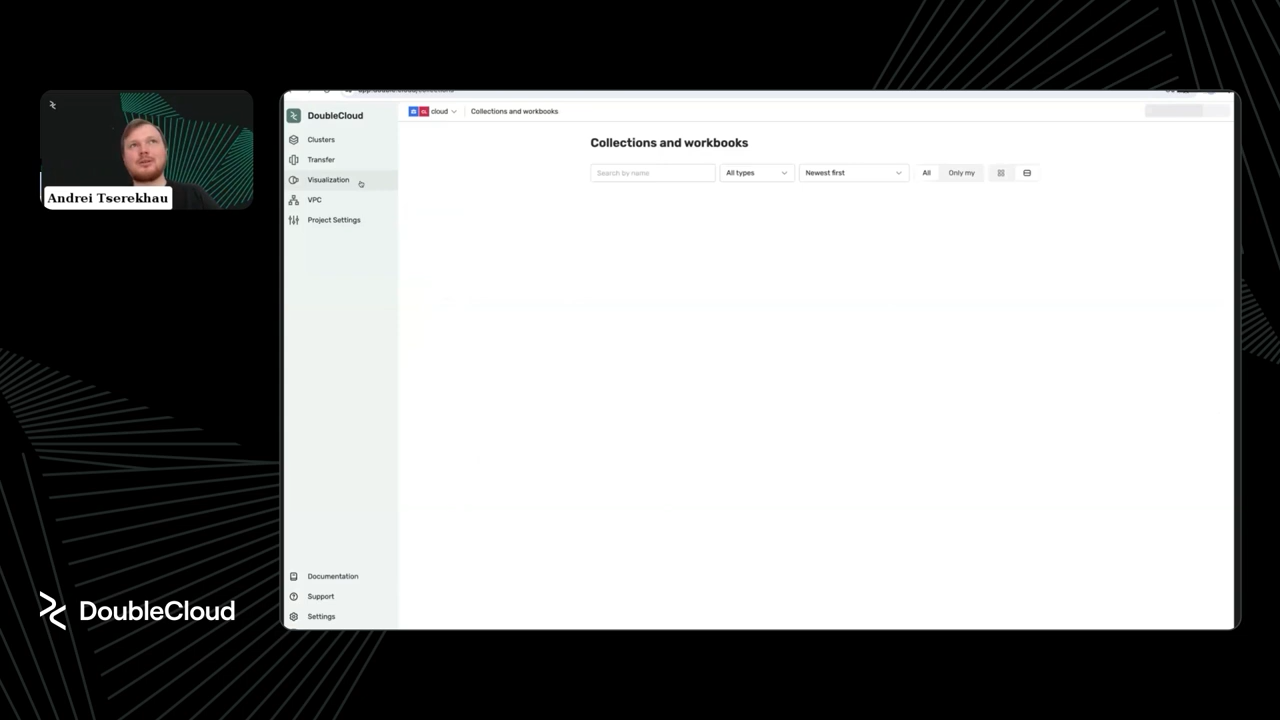 Andrei Tserekhau
DoubleCloud
DoubleCloud
Clusters
Transfer
Visualization
VPC
Project Settings
Documentation
Support
Settings
cloud
Collections and workbooks
Collections and workbooks
Search by name
All types
Newest first
All
Only my